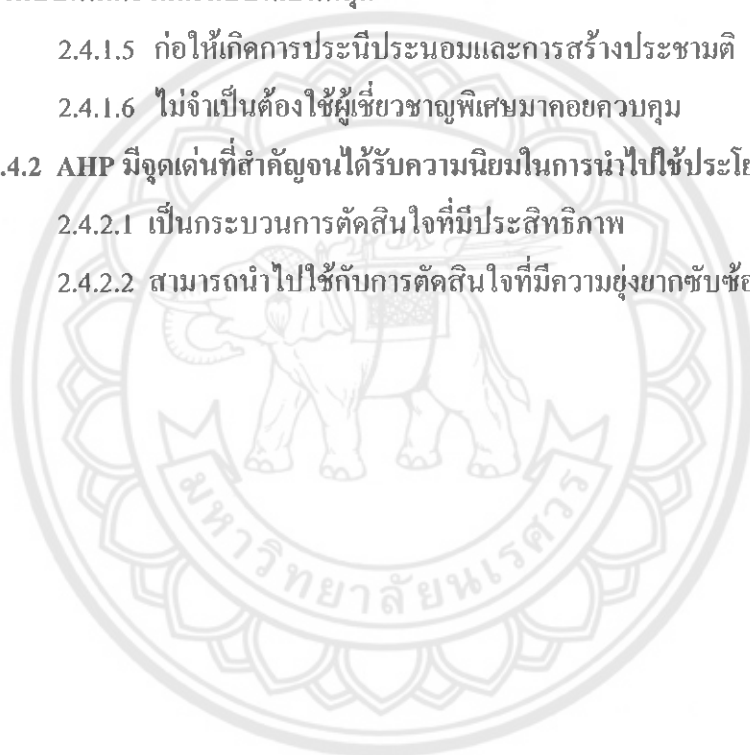 2.4.1.5 ก่อให้เกิดการประนีประนอมและการสร้างประชามติ
2.4.1.6 ไม่จำเป็นต้องใช้ผู้เชี่ยวชาญพิเศษมาคอยควบคุม
.4.2 AHP มีจุดเด่นที่สำคัญจนได้รับความนิยมในการนำไปใช้ประโย
2.4.2.1 เป็นกระบวนการตัดสินใจที่มีประสิทธิภาพ
2.4.2.2 สามารถนำไปใช้กับการตัดสินใจที่มีความยุ่งยากซับซ้อ
มหาวิทยาลัยนเรศวร